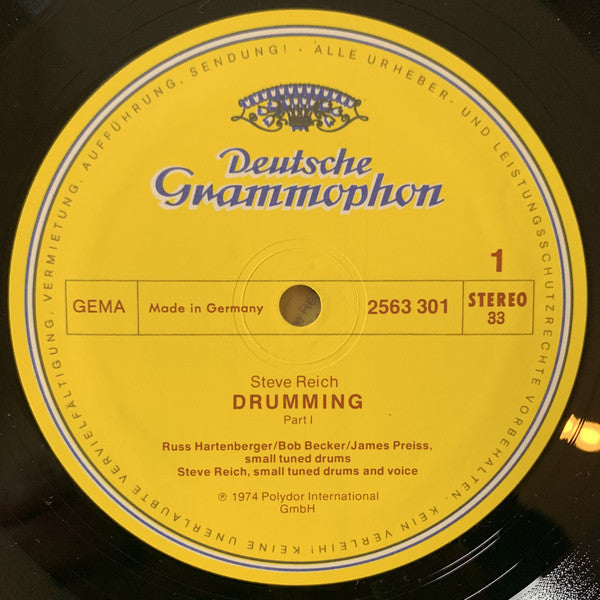 ALLE URHEBER- UND LEISTUNGSSCHUTZRECHTE VORBEHALTEN. KEIN VERLEIH! KEINE UNERLAUBTE VERVIELFÄLTIGUNG, VERMIETUNG, AUFFÜHRUNG, SENDUNG! ·
Deutsche
Grammophon
1
GEMA
Made in Germany
2563 301
STEREO
33
Steve Reich
DRUMMING
Part I
Russ Hartenberger/Bob Becker/James Preiss,
small tuned drums
Steve Reich, small tuned drums and voice
℗ 1974 Polydor International
GmbH